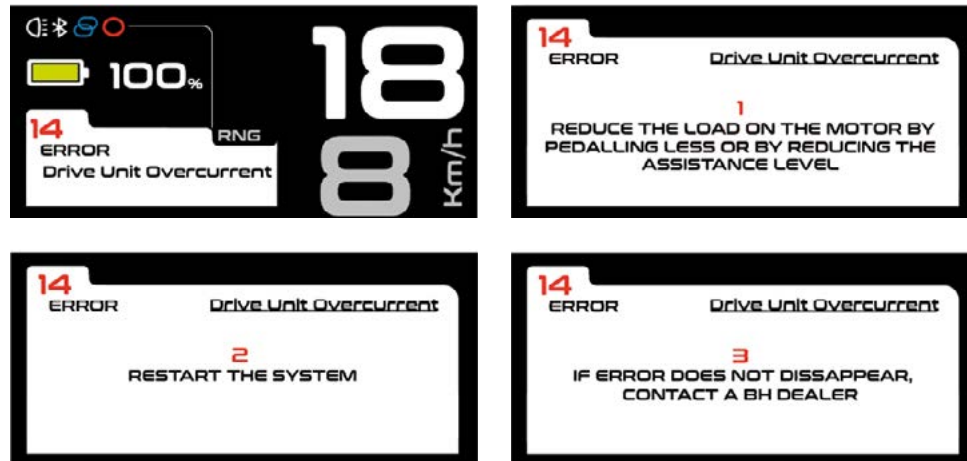 100%
18
8
Km/h
RNG
14
ERROR
Drive Unit Overcurrent
14
ERROR
Drive Unit Overcurrent
1
REDUCE THE LOAD ON THE MOTOR BY
PEDALLING LESS OR BY REDUCING THE
ASSISTANCE LEVEL
14
ERROR
Drive Unit Overcurrent
2
RESTART THE SYSTEM
14
ERROR
Drive Unit Overcurrent
3
IF ERROR DOES NOT DISSAPPEAR,
CONTACT A BH DEALER